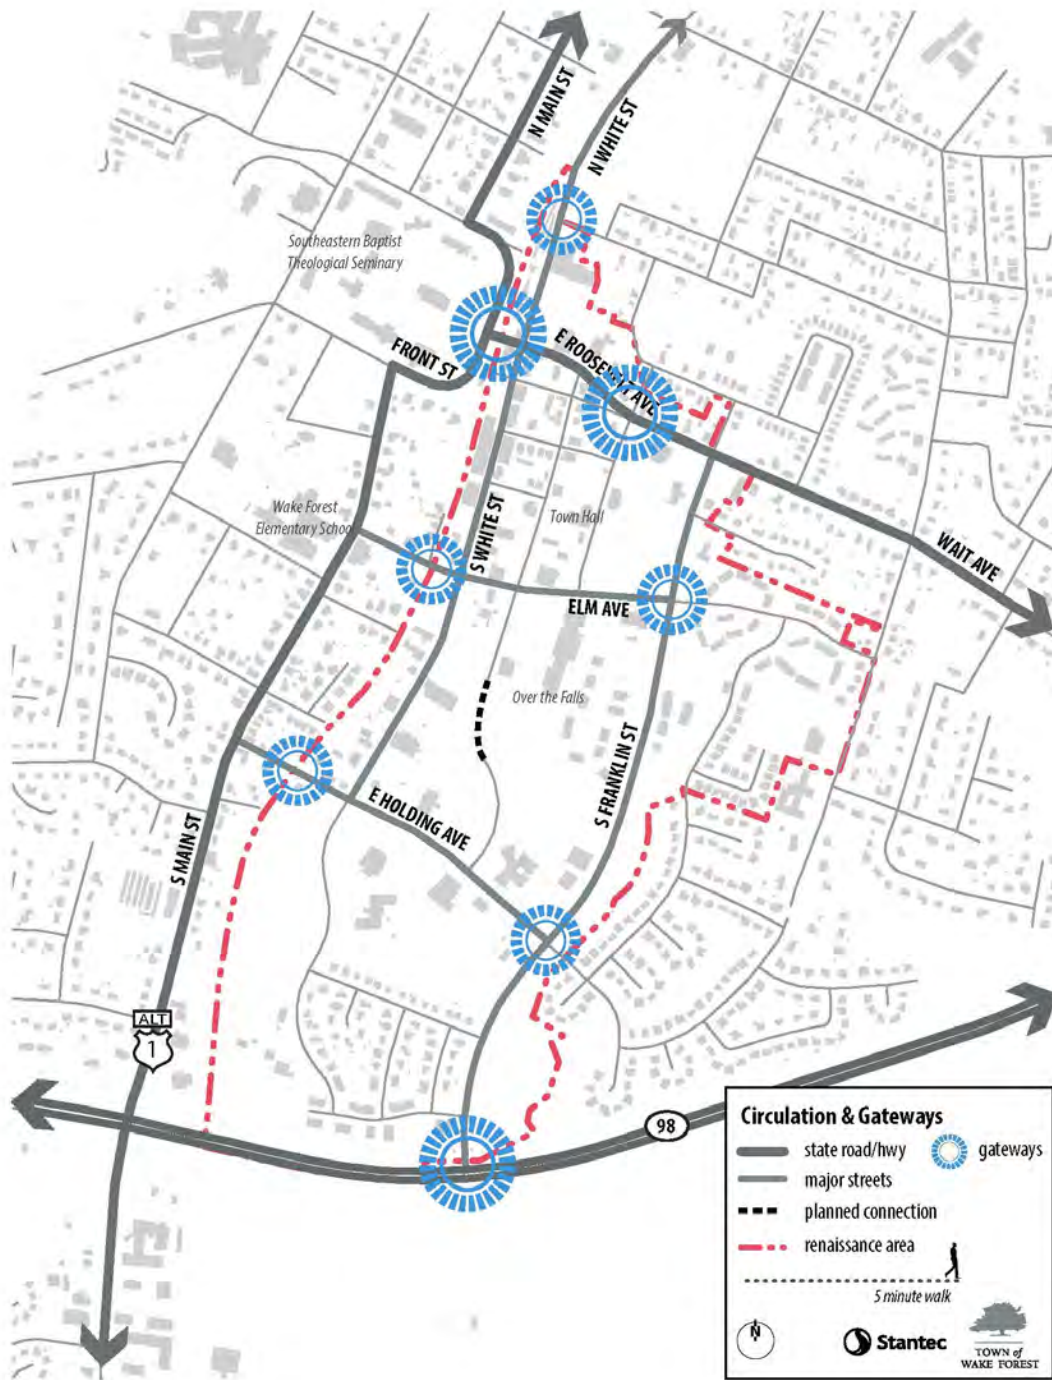 N MAIN ST
N WHITE ST
Southeastern Baptist
Theological Seminary
FRONT ST
E ROOSEVELT AVE
Wake Forest
Elementary School
S WHITE ST
Town Hall
WAIT AVE
ELM AVE
Over the Falls
S FRANKLIN ST
E HOLDING AVE
S MAIN ST
ALT
1
98
Circulation & Gateways
state road/hwy
gateways
major streets
planned connection
renaissance area
5 minute walk
N
Stantec
TOWN of
WAKE FOREST